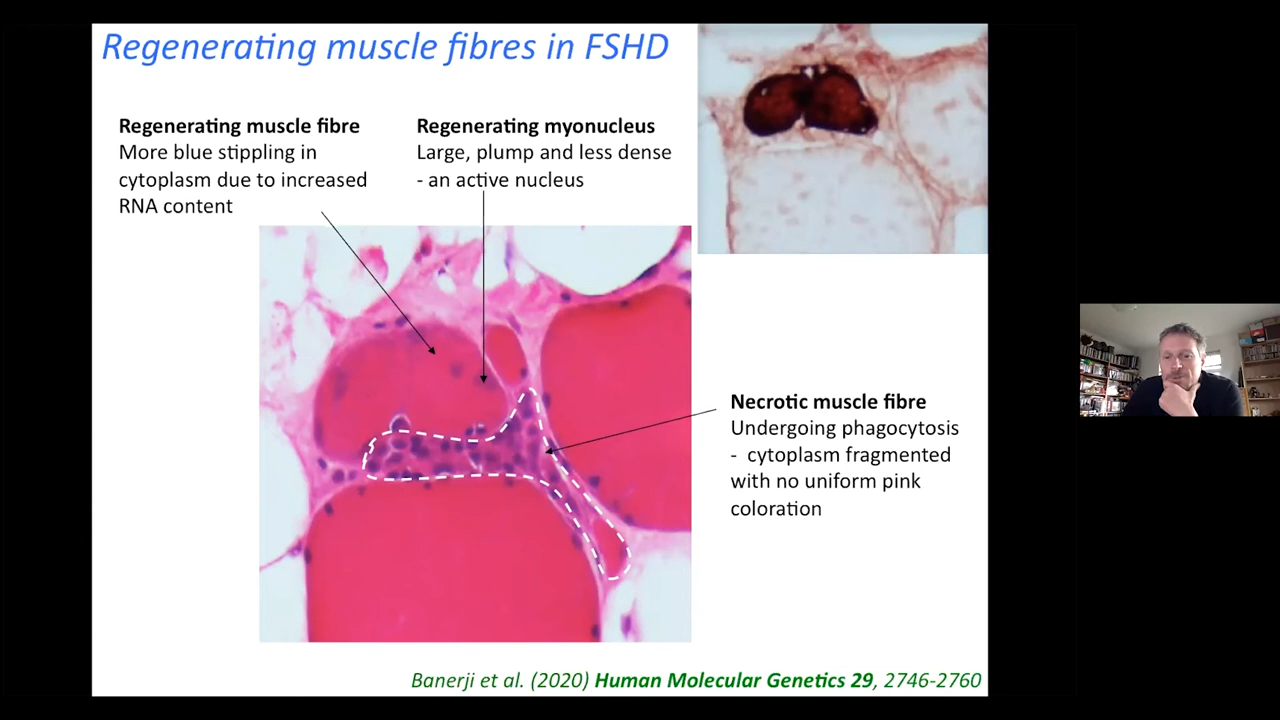 Regenerating muscle fibres in FSHD
Regenerating muscle fibre
More blue stippling in
cytoplasm due to increased
RNA content
Regenerating myonucleus
Large, plump and less dense
- an active nucleus
Necrotic muscle fibre
Undergoing phagocytosis
- cytoplasm fragmented
with no uniform pink
coloration
Banerji et al. (2020) Human Molecular Genetics 29, 2746-2760